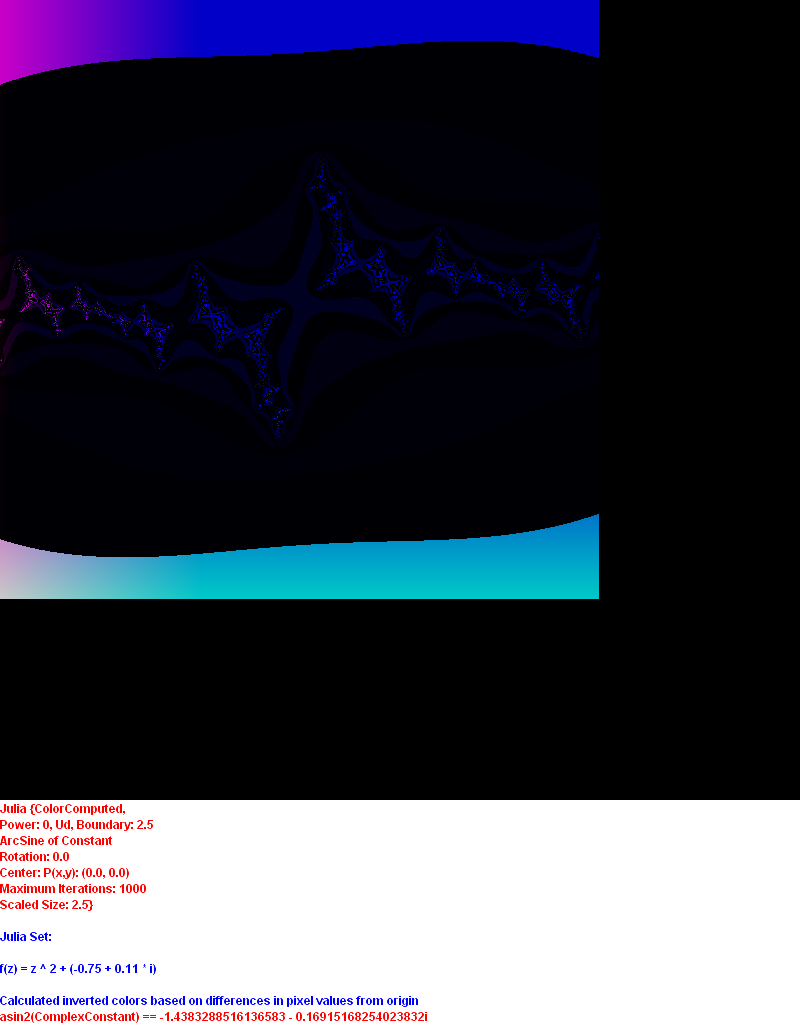 Julia {ColorComputed,
Power: 0, Ud, Boundary: 2.5
ArcSine of Constant
Rotation: 0.0
Center: P(x,y): (0.0, 0.0)
Maximum Iterations: 1000
Scaled Size: 2.5}
Julia Set:
f(z) = z ^ 2 + (-0.75 + 0.11 * i)
Calculated inverted colors based on differences in pixel values from origin
asin2(ComplexConstant) == -1.4383288516136583 - 0.16915168254023832i